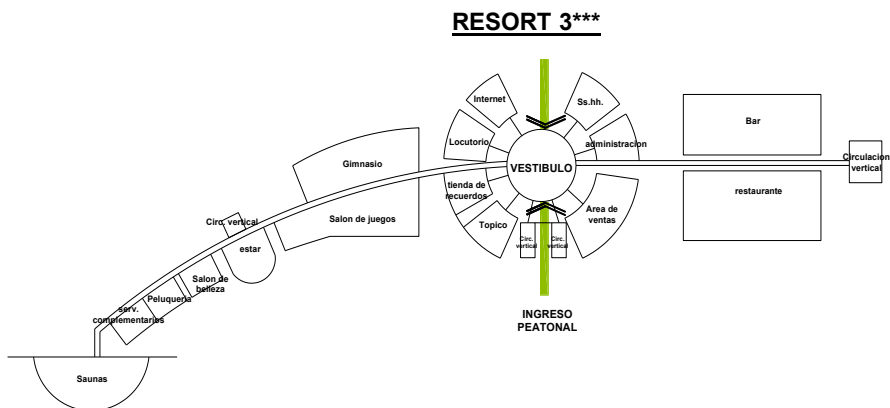 RESORT 3***
Internet
Ss.hh.
Locutorio
administracion
Bar
VESTIBULO
Circulacion
vertical
Gimnasio
tienda de
recuerdos
Area de
ventas
restaurante
Salon de juegos
Topico
Circ. vertical
Circ.
vertical
Circ.
vertical
estar
Salon de
belleza
Peluqueria
serv.
complementarios
INGRESO
PEATONAL
Saunas